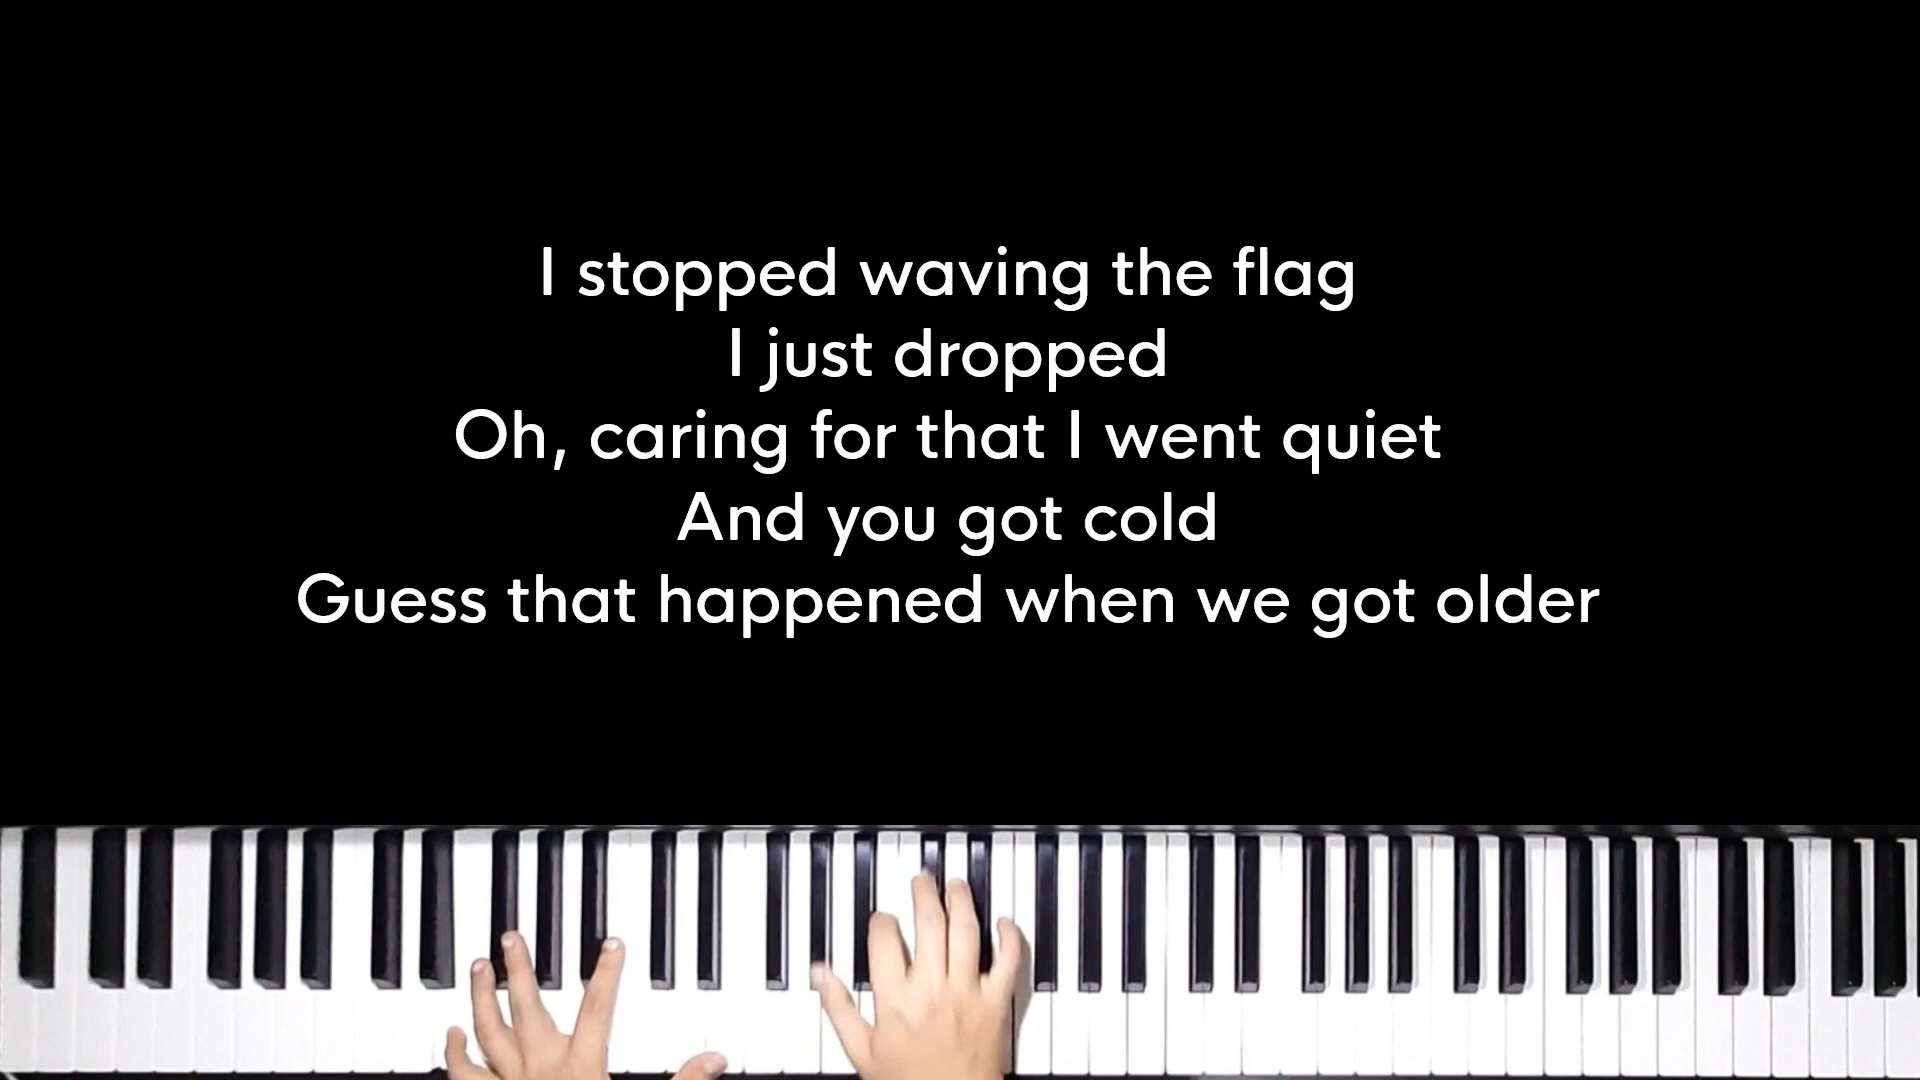 I stopped waving the flag
I just dropped
Oh, caring for that I went quiet
And you got cold
Guess that happened when we got older